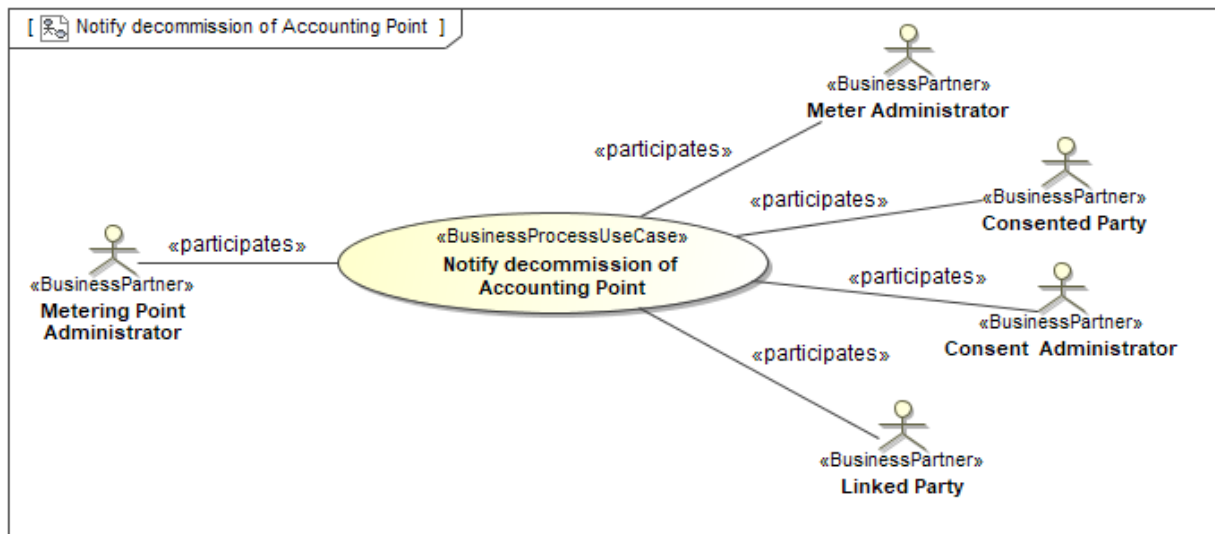 [ Notify decommission of Accounting Point ]
«BusinessPartner»
Meter Administrator
«participates»
«participates»
«BusinessPartner»
Consented Party
«participates»
«BusinessProcessUseCase»
Notify decommission of
Accounting Point
«BusinessPartner»
Metering Point
Administrator
«participates»
«BusinessPartner»
Consent  Administrator
«participates»
«BusinessPartner»
Linked Party